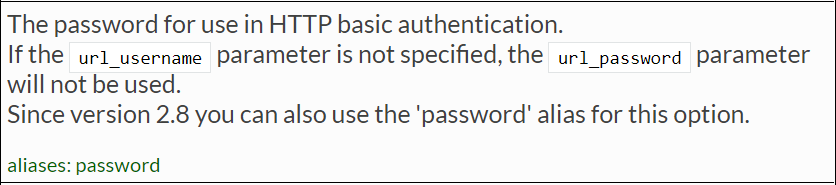 The password for use in HTTP basic authentication.
If the url_username parameter is not specified, the url_password parameter
will not be used.
Since version 2.8 you can also use the 'password' alias for this option.
aliases: password